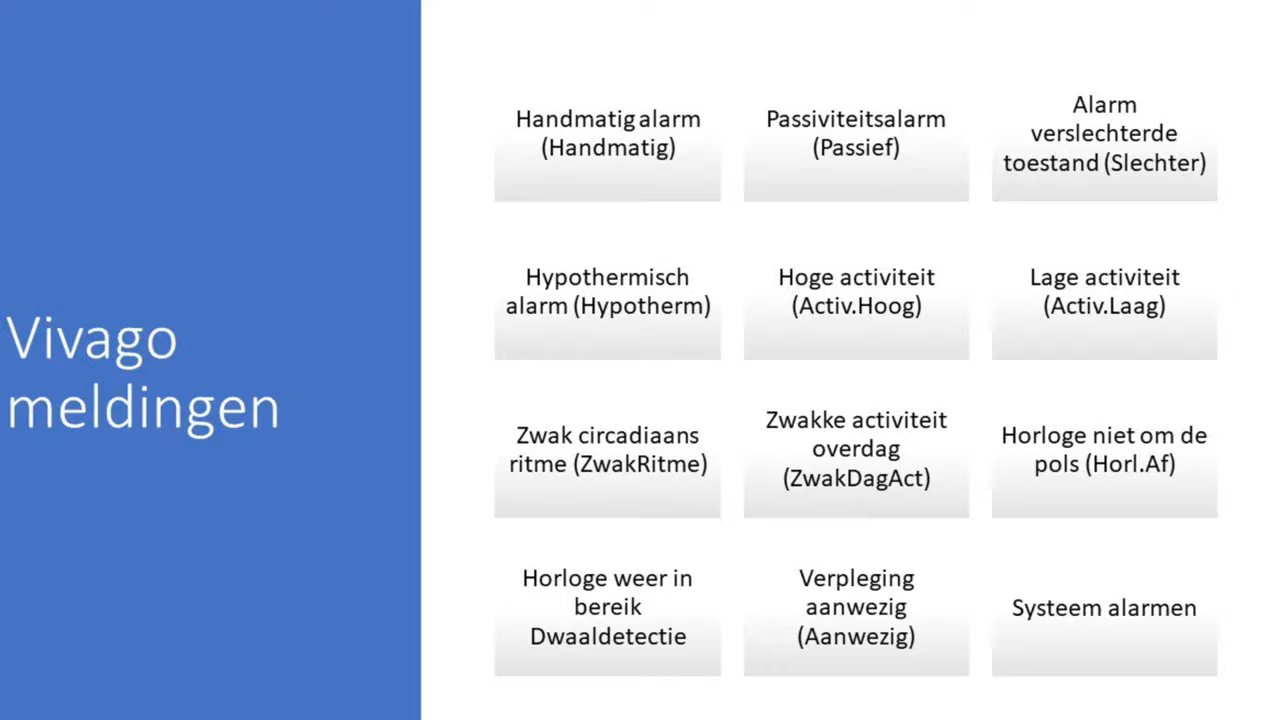 Vivago
meldingen
Handmatig alarm
(Handmatig)
Passiviteitsalarm
(Passief)
Alarm
verslechterde
toestand (Slechter)
Hypothermisch
alarm (Hypotherm)
Hoge activiteit
(Activ.Hoog)
Lage activiteit
(Activ.Laag)
Zwak circadiaans
ritme (ZwakRitme)
Zwakke activiteit
overdag
(ZwakDagAct)
Horloge niet om de
pols (Horl.Af)
Horloge weer in
bereik
Dwaaldetectie
Verpleging
aanwezig
(Aanwezig)
Systeem alarmen